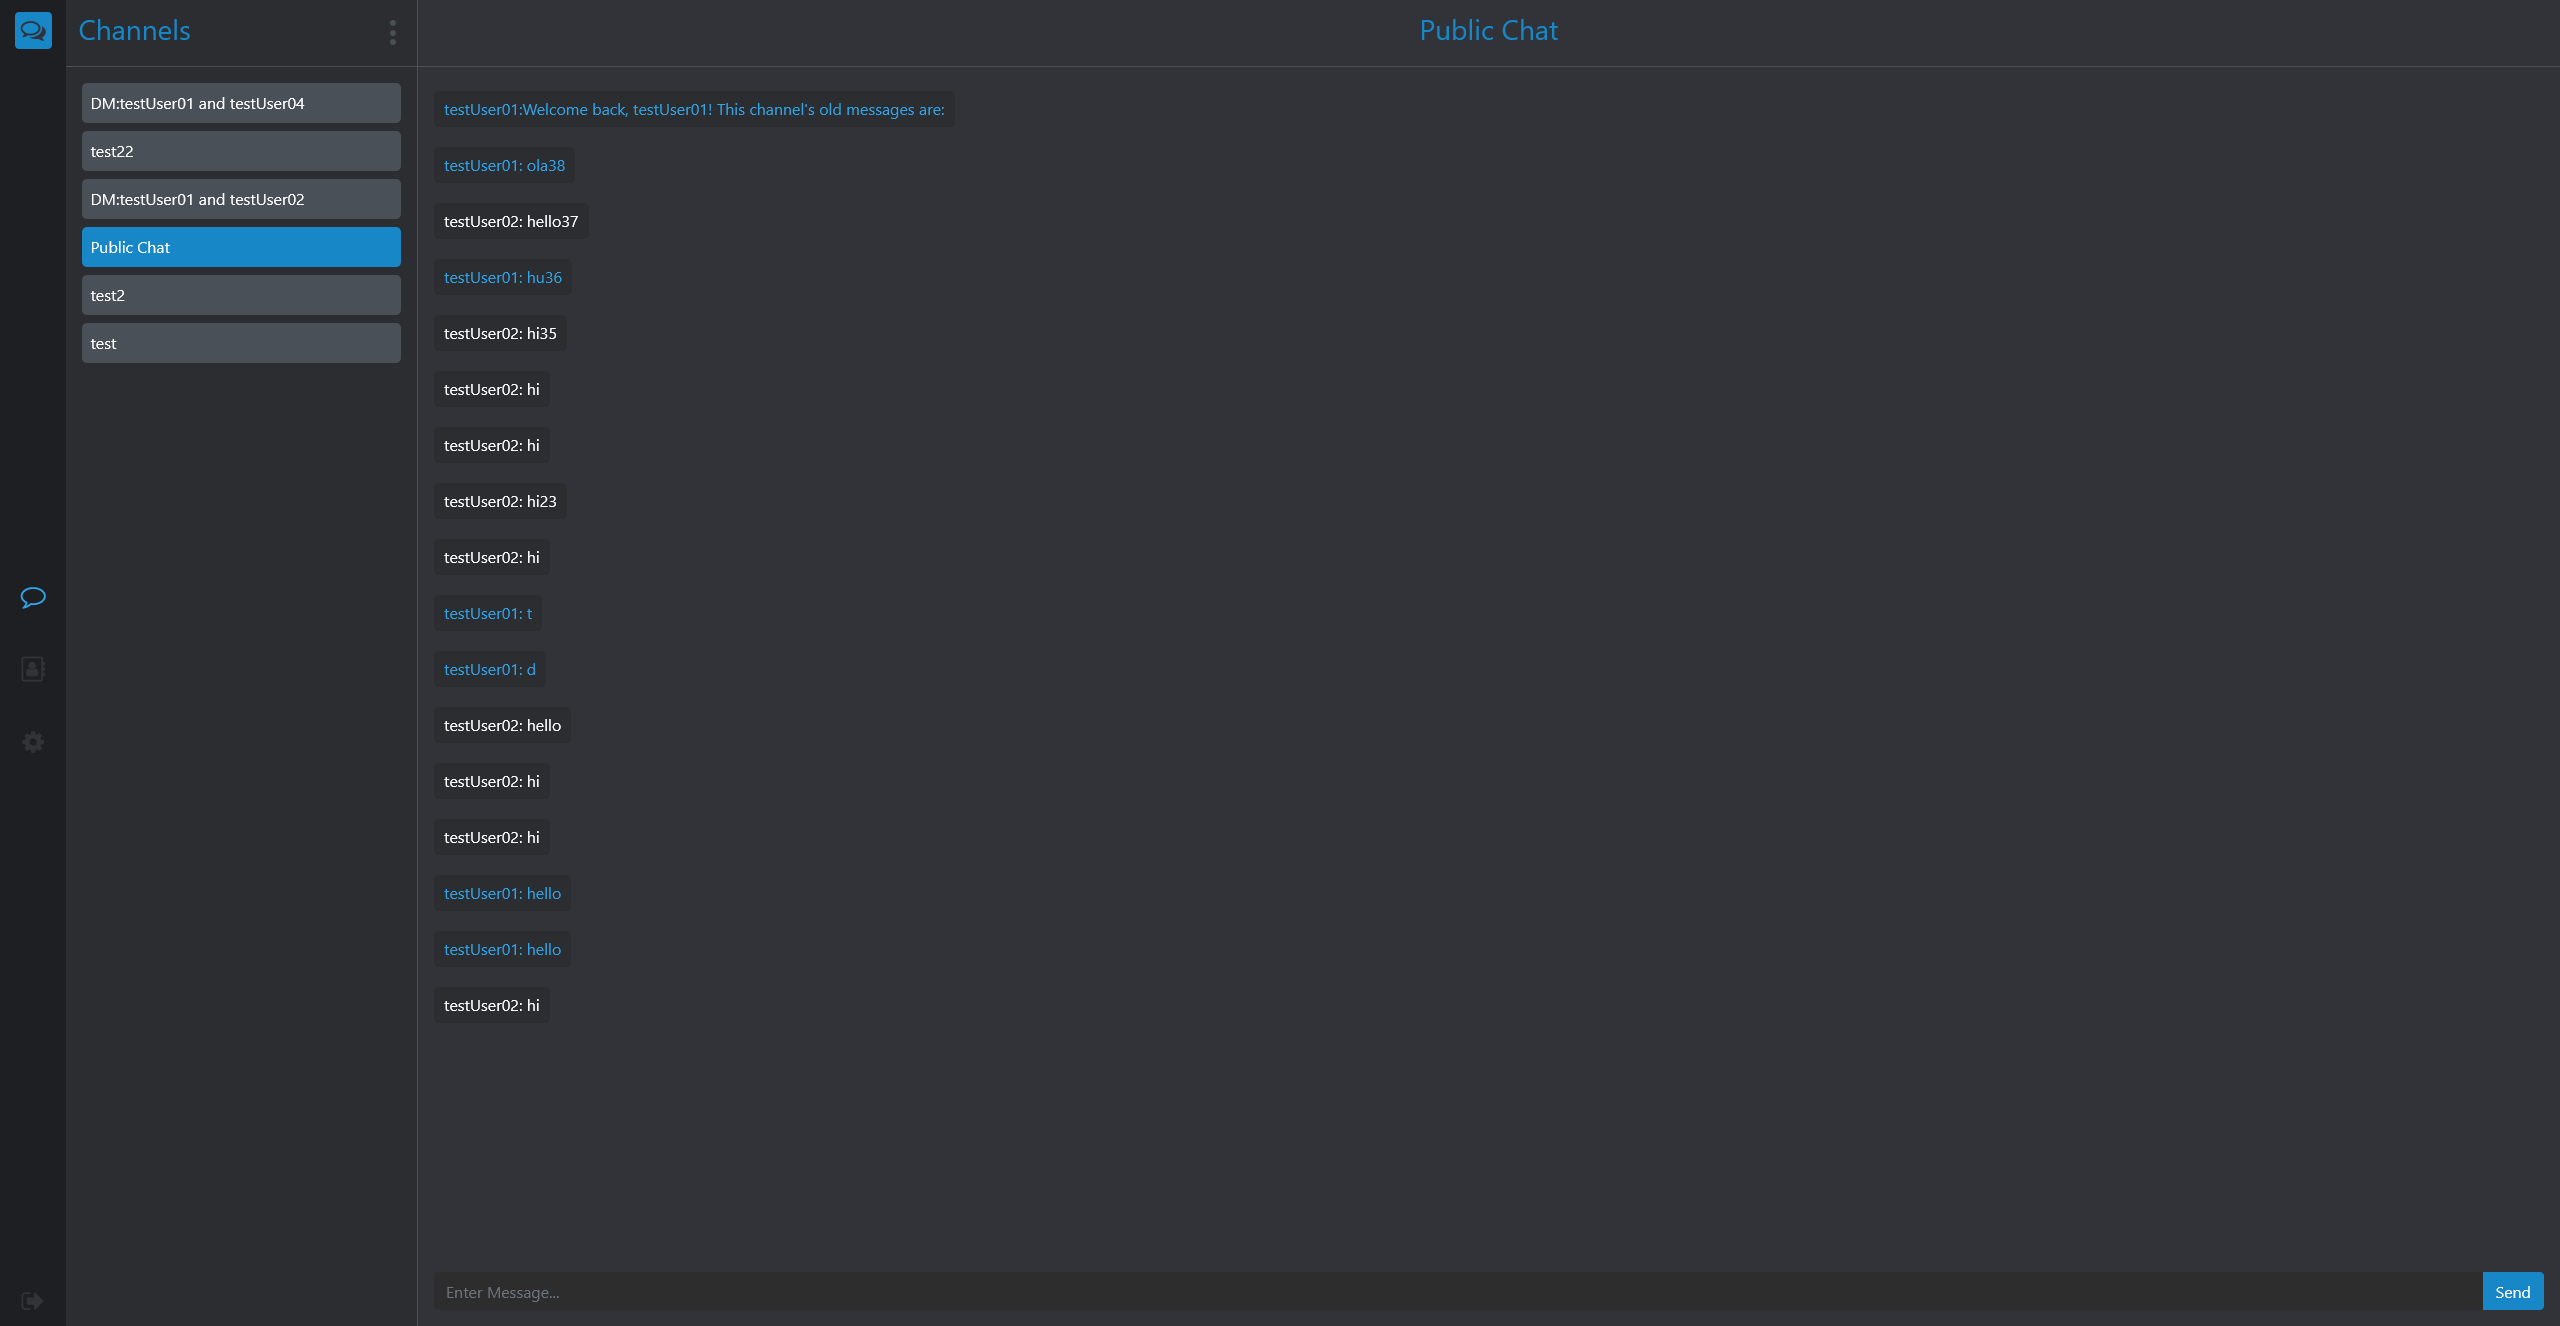 Channels
DM:testUser01 and testUser04
test22
DM:testUser01 and testUser02
Public Chat
test2
test
Public Chat
testUser01:Welcome back, testUser01! This channel's old messages are:
testUser01: ola38
testUser02: hello37
testUser01: hu36
testUser02: hi35
testUser02: hi
testUser02: hi
testUser02: hi23
testUser02: hi
testUser01: t
testUser01: d
testUser02: hello
testUser02: hi
testUser02: hi
testUser01: hello
testUser01: hello
testUser02: hi
Enter Message...
Send